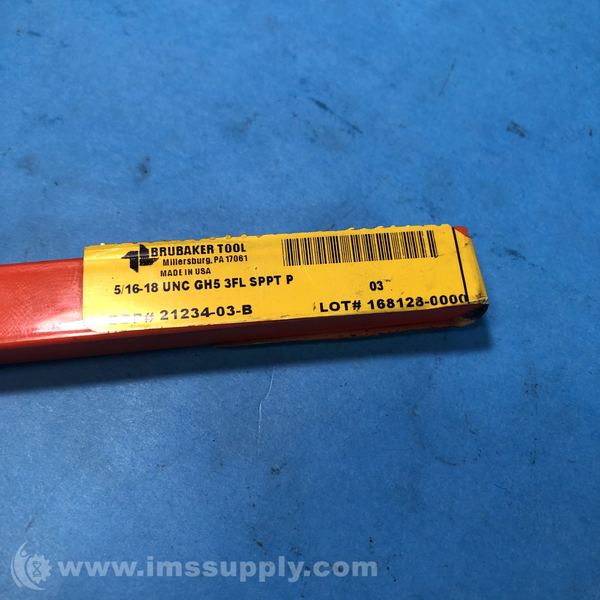 BRUBAKER TOOL
Millersburg, PA 17061
MADE IN USA
5/16-18 UNC GH5 3FL SPPT P
03
21234-03-B
LOT# 168128-0000
www.imssupply.com